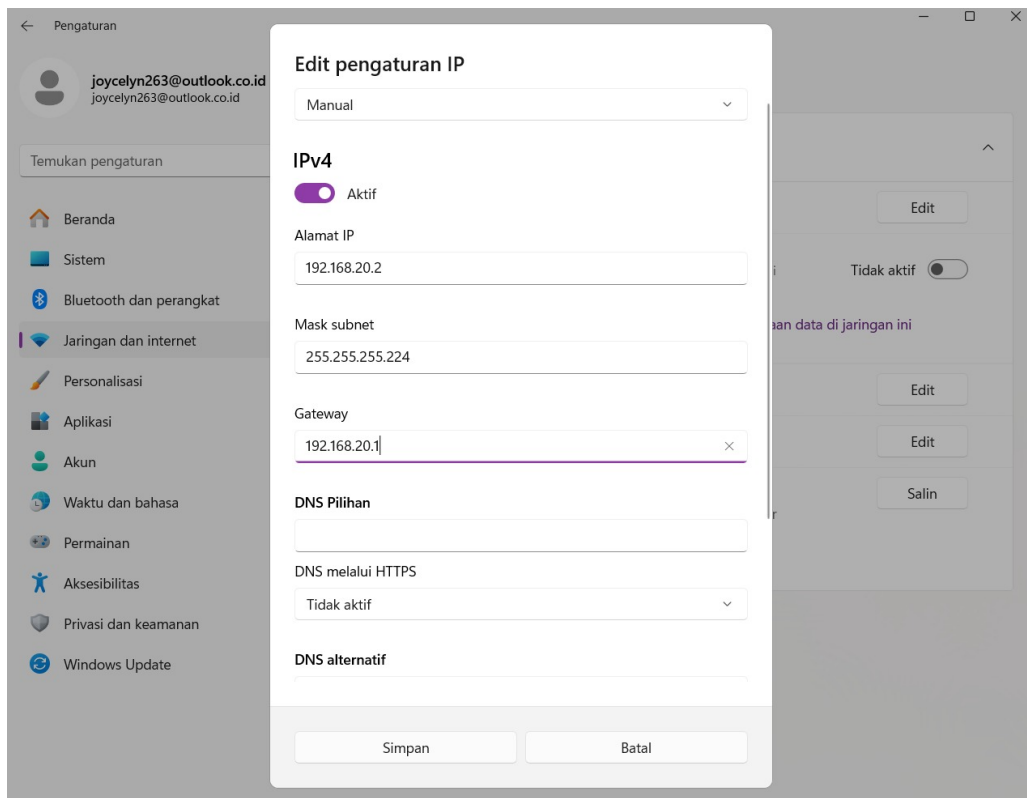 Pengaturan
joycelyn263@outlook.co.id
joycelyn263@outlook.co.id
Temukan pengaturan
Beranda
Sistem
Bluetooth dan perangkat
Jaringan dan internet
Personalisasi
Aplikasi
Akun
Waktu dan bahasa
Permainan
Aksesibilitas
Privasi dan keamanan
Windows Update
Edit pengaturan IP
Manual
IPv4
Aktif
Alamat IP
192.168.20.2
Mask subnet
255.255.255.224
Gateway
192.168.20.1
DNS Pilihan
DNS melalui HTTPS
Tidak aktif
DNS alternatif
Simpan
Batal
Edit
Tidak aktif
data di jaringan ini
Edit
Edit
Salin